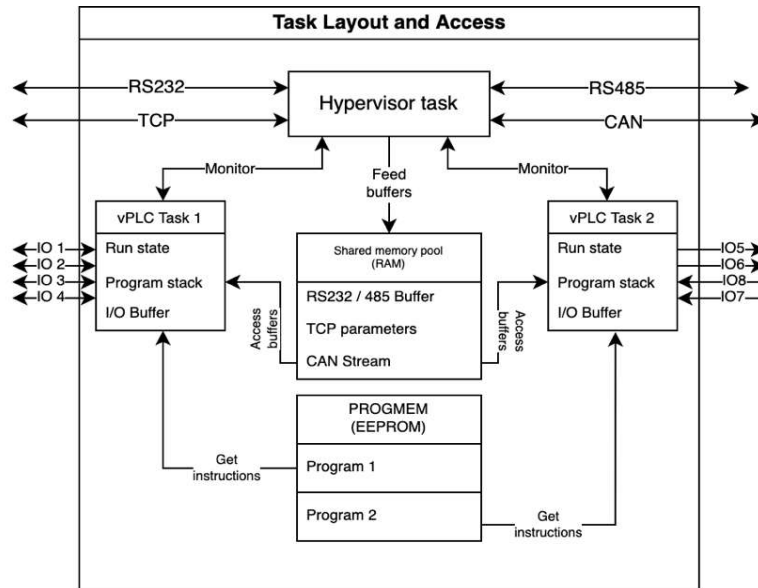 Task Layout and Access
RS232
RS485
Hypervisor task
TCP
CAN
Monitor
Feed
buffers
Monitor
vPLC Task 1
vPLC Task 2
IO 1
Run state
IO 2
Program stack
IO 3
I/O Buffer
IO 4
Shared memory pool
(RAM)
RS232 / 485 Buffer
TCP parameters
CAN Stream
Run state
IO5
IO6
Program stack
IO8
I/O Buffer
IO7
Access
buffers
Access
buffers
PROGMEM
(EEPROM)
Program 1
Get
instructions
Program 2
Get
instructions